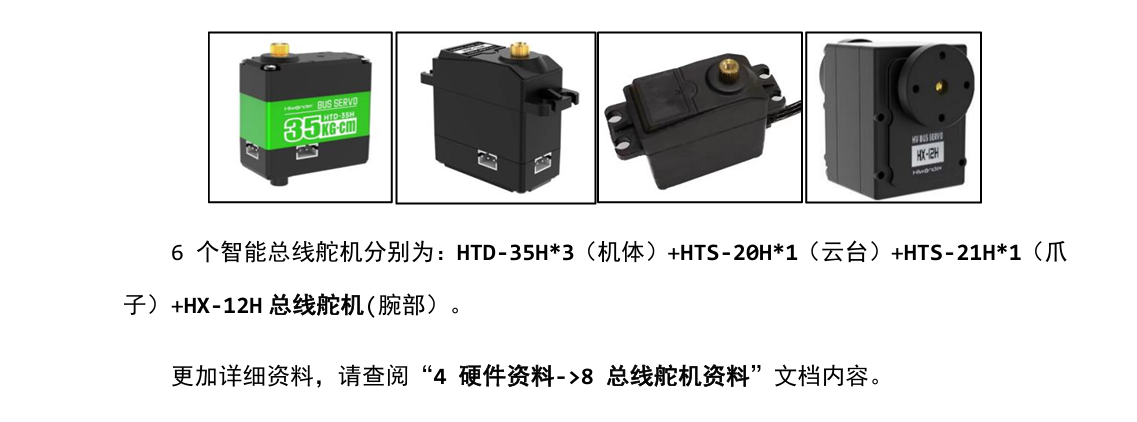 Hiwonder BUS SERVO
HTD-35H
35KG·cm
HV BUS SERVO
HX-12H
Hiwonder
6 个智能总线舵机分别为：HTD-35H*3（机体）+HTS-20H*1（云台）+HTS-21H*1（爪
子）+HX-12H 总线舵机(腕部）。
更加详细资料，请查阅“4 硬件资料->8 总线舵机资料”文档内容。